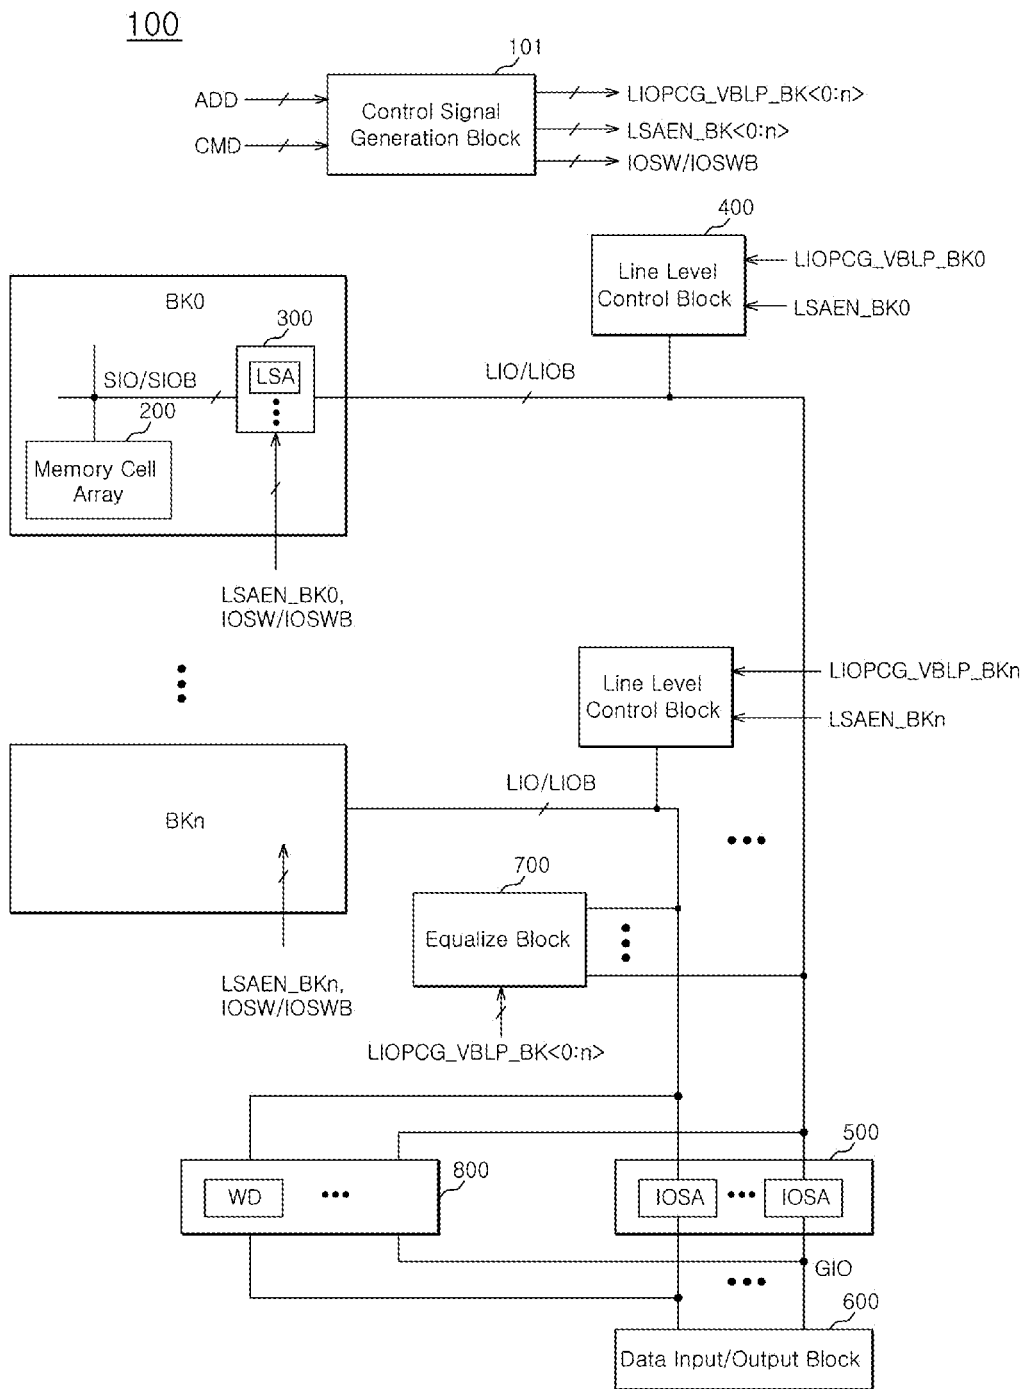 100
101
ADD
CMD
Control Signal
Generation Block
LIOPCG_VBLP_BK<0:n>
LSAEN_BK<0:n>
IOSW/IOSWB
400
Line Level
Control Block
LIOPCG_VBLP_BK0
LSAEN_BK0
BK0
300
LSA
SIO/SIOB
LIO/LIOB
200
Memory Cell
Array
LSAEN_BK0,
IOSW/IOSWB
Line Level
Control Block
LIOPCG_VBLP_BKn
LSAEN_BKn
BKn
LIO/LIOB
700
Equalize Block
LSAEN_BKn,
IOSW/IOSWB
LIOPCG_VBLP_BK<0:n>
800
WD
500
IOSA
IOSA
GIO
600
Data Input/Output Block